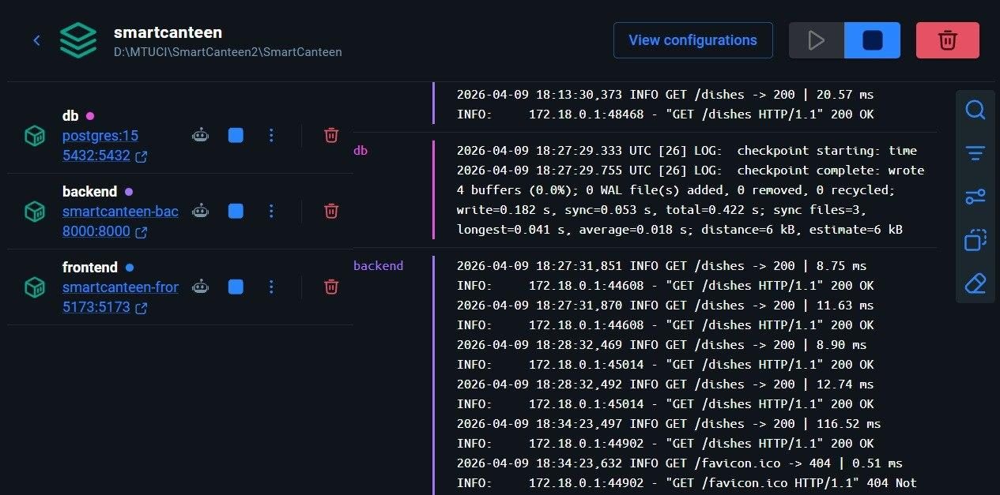 smartcanteen
D:\MTUCI\SmartCanteen2\SmartCanteen
View configurations
db
postgres:15
5432:5432
backend
smartcanteen-bac
8000:8000
frontend
smartcanteen-fror
5173:5173
2026-04-09 18:13:30,373 INFO GET /dishes -> 200 | 20.57 ms
INFO:     172.18.0.1:48468 - "GET /dishes HTTP/1.1" 200 OK
db
2026-04-09 18:27:29.333 UTC [26] LOG:  checkpoint starting: time
2026-04-09 18:27:29.755 UTC [26] LOG:  checkpoint complete: wrote
4 buffers (0.0%); 0 WAL file(s) added, 0 removed, 0 recycled;
write=0.182 s, sync=0.053 s, total=0.422 s; sync files=3,
longest=0.041 s, average=0.018 s; distance=6 kB, estimate=6 kB
backend
2026-04-09 18:27:31,851 INFO GET /dishes -> 200 | 8.75 ms
INFO:     172.18.0.1:44608 - "GET /dishes HTTP/1.1" 200 OK
2026-04-09 18:27:31,870 INFO GET /dishes -> 200 | 11.63 ms
INFO:     172.18.0.1:44608 - "GET /dishes HTTP/1.1" 200 OK
2026-04-09 18:28:32,469 INFO GET /dishes -> 200 | 8.90 ms
INFO:     172.18.0.1:45014 - "GET /dishes HTTP/1.1" 200 OK
2026-04-09 18:28:32,492 INFO GET /dishes -> 200 | 12.74 ms
INFO:     172.18.0.1:45014 - "GET /dishes HTTP/1.1" 200 OK
2026-04-09 18:34:23,497 INFO GET /dishes -> 200 | 116.52 ms
INFO:     172.18.0.1:44902 - "GET /dishes HTTP/1.1" 200 OK
2026-04-09 18:34:23,632 INFO GET /favicon.ico -> 404 | 0.51 ms
INFO:     172.18.0.1:44902 - "GET /favicon.ico HTTP/1.1" 404 Not